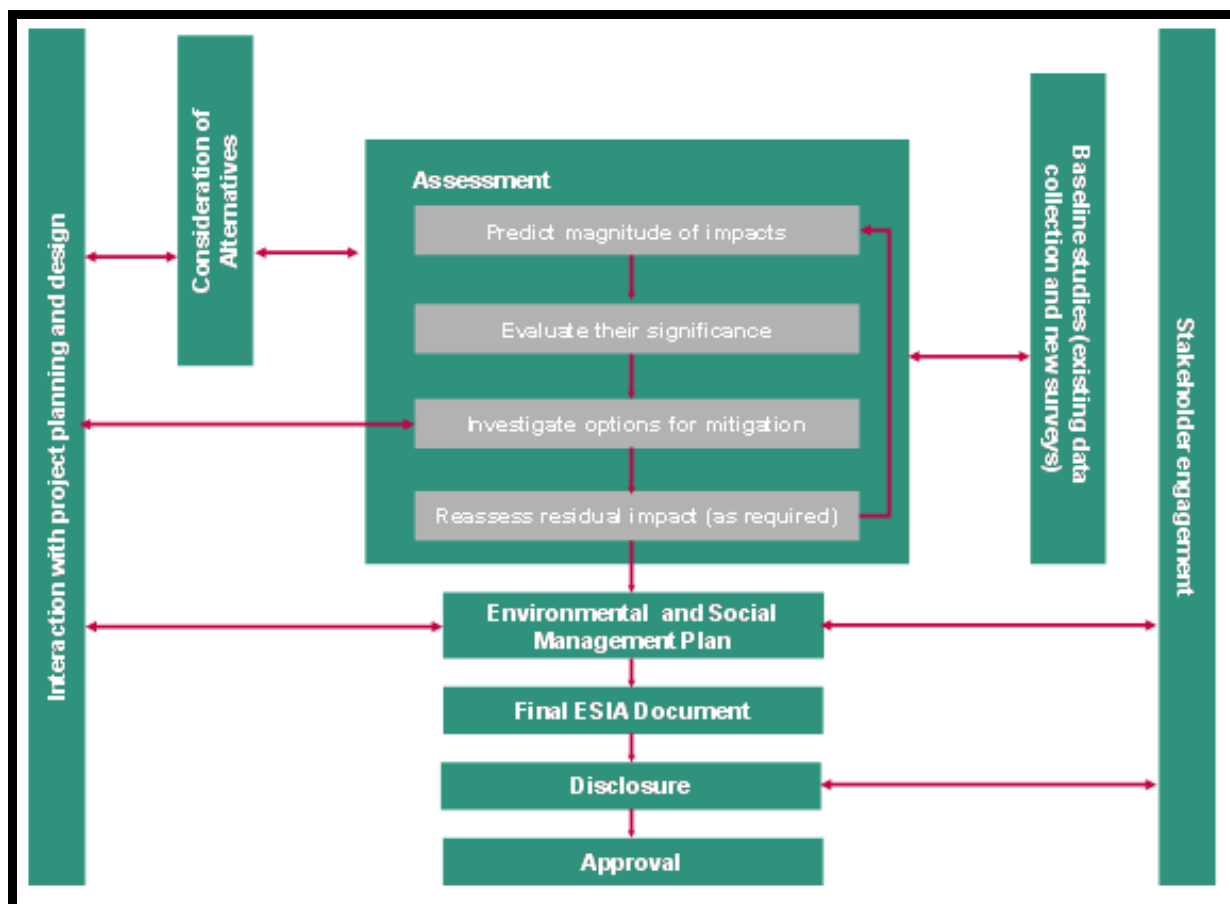 Interaction with project planning and design
Consideration of
Alternatives
Assessment
Predict magnitude of impacts
Evaluate their significance
Investigate options for mitigation
Reassess residual impact (as required)
Environmental and Social
Management Plan
Final ESIA Document
Disclosure
Approval
Baseline studies (existing data
collection and new surveys)
Stakeholder engagement